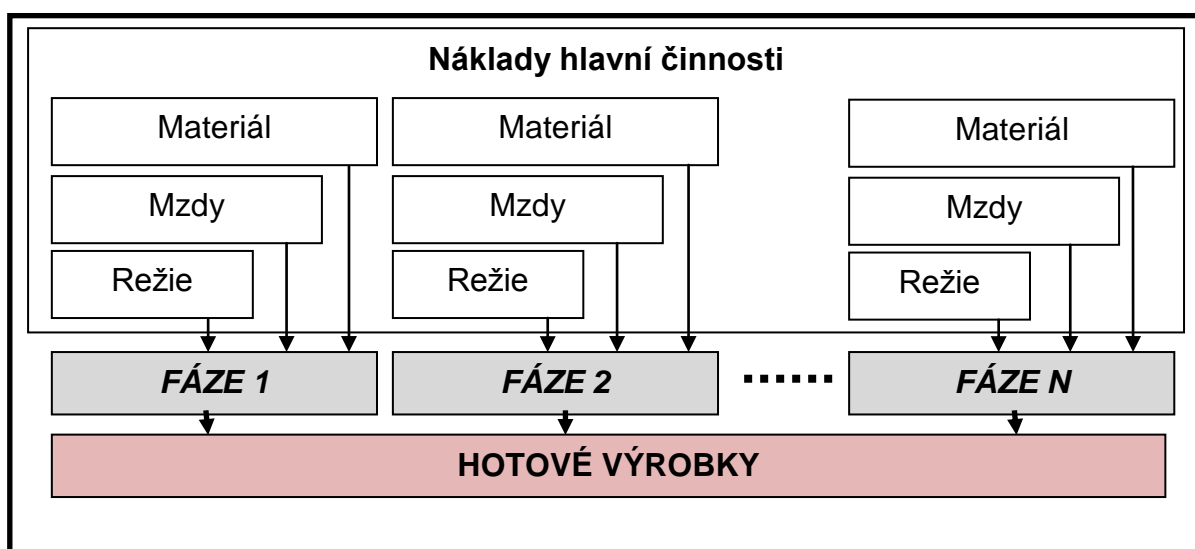 Náklady hlavní činnosti
Materiál Materiál Materiál
Mzdy Mzdy Mzdy
Režie Režie Režie
FÁZE 1 FÁZE 2 ...... FÁZE N
HOTOVÉ VÝROBKY